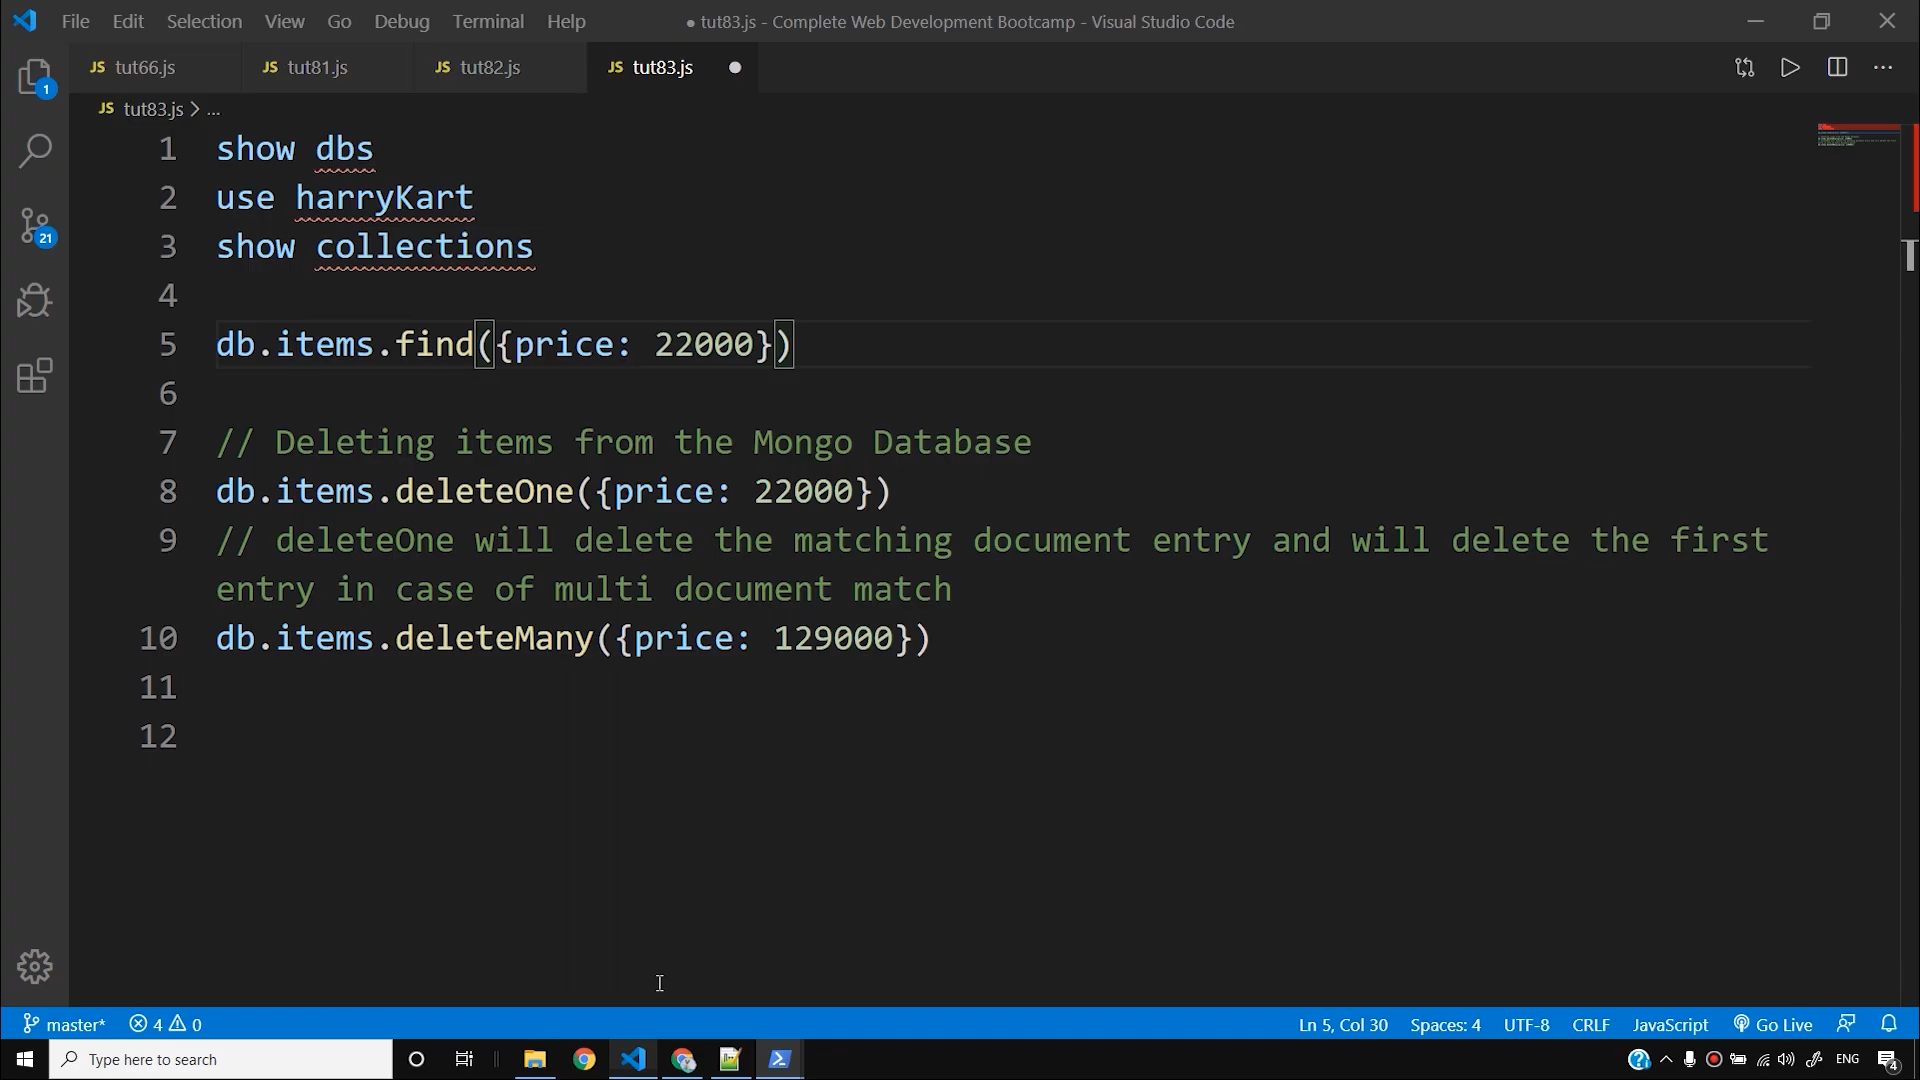 File Edit Selection View Go Debug Terminal Help ● tut83.js - Complete Web Development Bootcamp - Visual Studio Code
JS tut66.js JS tut81.js JS tut82.js JS tut83.js
JS tut83.js > ...
1 show dbs
2 use harryKart
3 show collections
4
5 db.items.find({price: 22000})
6
7 // Deleting items from the Mongo Database
8 db.items.deleteOne({price: 22000})
9 // deleteOne will delete the matching document entry and will delete the first
entry in case of multi document match
10 db.items.deleteMany({price: 129000})
11
12
1
21
master* 4 0 Ln 5, Col 30 Spaces: 4 UTF-8 CRLF JavaScript Go Live
Type here to search ENG 4